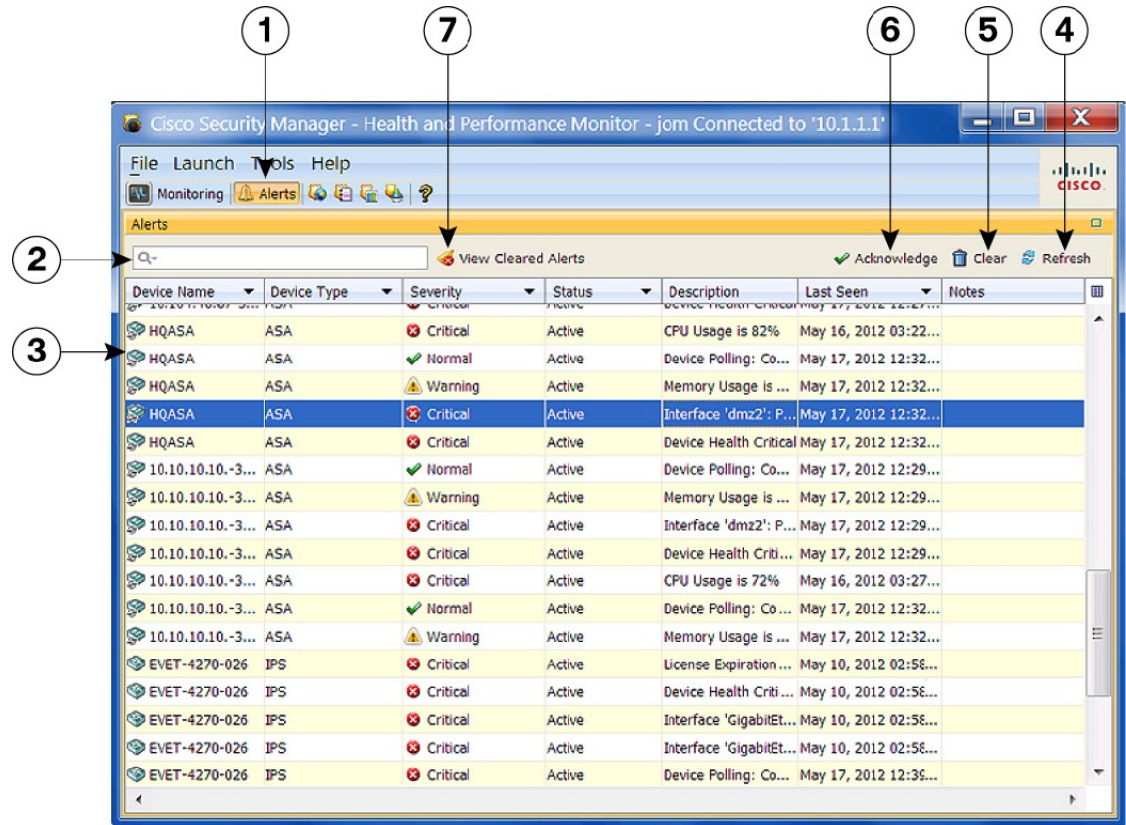 1 7 6 5 4
Cisco Security Manager - Health and Performance Monitor - jom Connected to '10.1.1.1'
File Launch Tools Help
CISCO
Monitoring Alerts
Alerts
2 View Cleared Alerts Acknowledge Clear Refresh
Device Name Device Type Severity Status Description Last Seen Notes
HQASA ASA Critical Active CPU Usage is 82% May 16, 2012 03:22...
3 HQASA ASA Normal Active Device Polling: Co... May 17, 2012 12:32...
HQASA ASA Warning Active Memory Usage is ... May 17, 2012 12:32...
HQASA ASA Critical Active Interface 'dmz2': P... May 17, 2012 12:32...
HQASA ASA Critical Active Device Health Critical May 17, 2012 12:32...
10.10.10.10.-3... ASA Normal Active Device Polling: Co... May 17, 2012 12:29...
10.10.10.10.-3... ASA Warning Active Memory Usage is ... May 17, 2012 12:29...
10.10.10.10.-3... ASA Critical Active Interface 'dmz2': P... May 17, 2012 12:29...
10.10.10.10.-3... ASA Critical Active Device Health Criti... May 17, 2012 12:29...
10.10.10.10.-3... ASA Critical Active CPU Usage is 72% May 16, 2012 03:27...
10.10.10.10.-3... ASA Normal Active Device Polling: Co... May 17, 2012 12:32...
10.10.10.10.-3... ASA Warning Active Memory Usage is ... May 17, 2012 12:32...
EVET-4270-026 IPS Critical Active License Expiration ... May 10, 2012 02:58...
EVET-4270-026 IPS Critical Active Device Health Criti... May 10, 2012 02:58...
EVET-4270-026 IPS Critical Active Interface 'GigabitEt... May 10, 2012 02:58...
EVET-4270-026 IPS Critical Active Interface 'GigabitEt... May 10, 2012 02:58...
EVET-4270-026 IPS Critical Active Device Polling: Co... May 17, 2012 12:39...